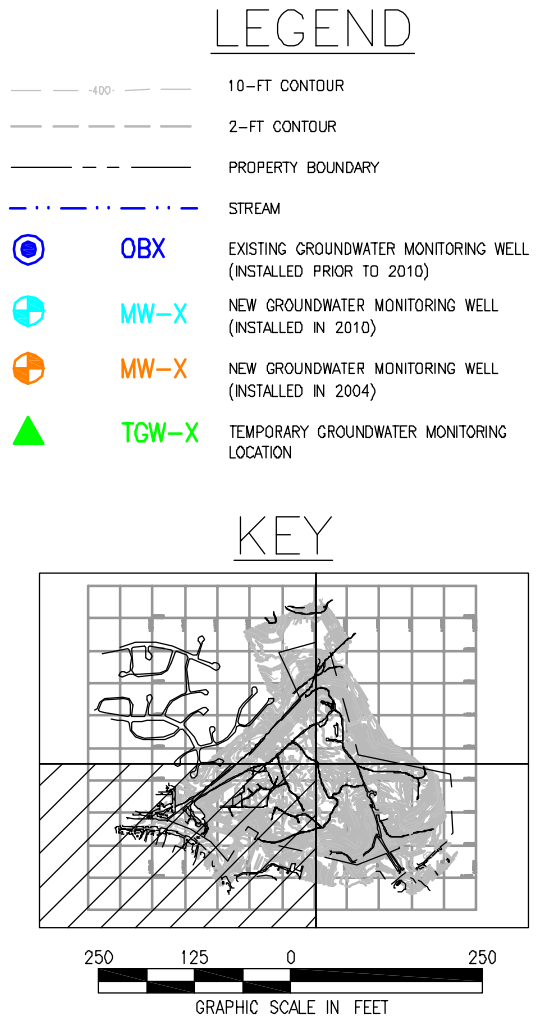 LEGEND
-400-
10-FT CONTOUR
2-FT CONTOUR
PROPERTY BOUNDARY
STREAM
OBX
EXISTING GROUNDWATER MONITORING WELL
(INSTALLED PRIOR TO 2010)
MW-X
NEW GROUNDWATER MONITORING WELL
(INSTALLED IN 2010)
MW-X
NEW GROUNDWATER MONITORING WELL
(INSTALLED IN 2004)
TGW-X
TEMPORARY GROUNDWATER MONITORING
LOCATION
KEY
250 125 0 250
GRAPHIC SCALE IN FEET